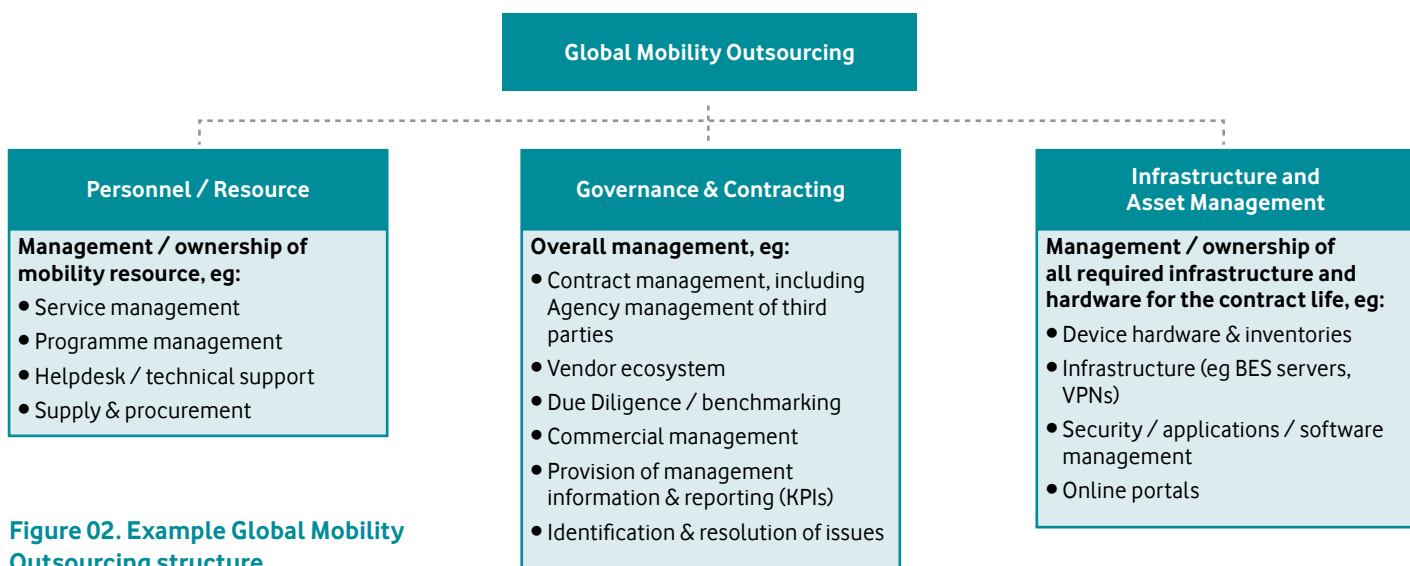 Global Mobility Outsourcing
Personnel / Resource
Management / ownership of
mobility resource, eg:
• Service management
• Programme management
• Helpdesk / technical support
• Supply & procurement
Governance & Contracting
Overall management, eg:
• Contract management, including
Agency management of third
parties
• Vendor ecosystem
• Due Diligence / benchmarking
• Commercial management
• Provision of management
information & reporting (KPIs)
• Identification & resolution of issues
Infrastructure and
Asset Management
Management / ownership of
all required infrastructure and
hardware for the contract life, eg:
• Device hardware & inventories
• Infrastructure (eg BES servers,
VPNs)
• Security / applications / software
management
• Online portals
Figure 02. Example Global Mobility
Outsourcing structure